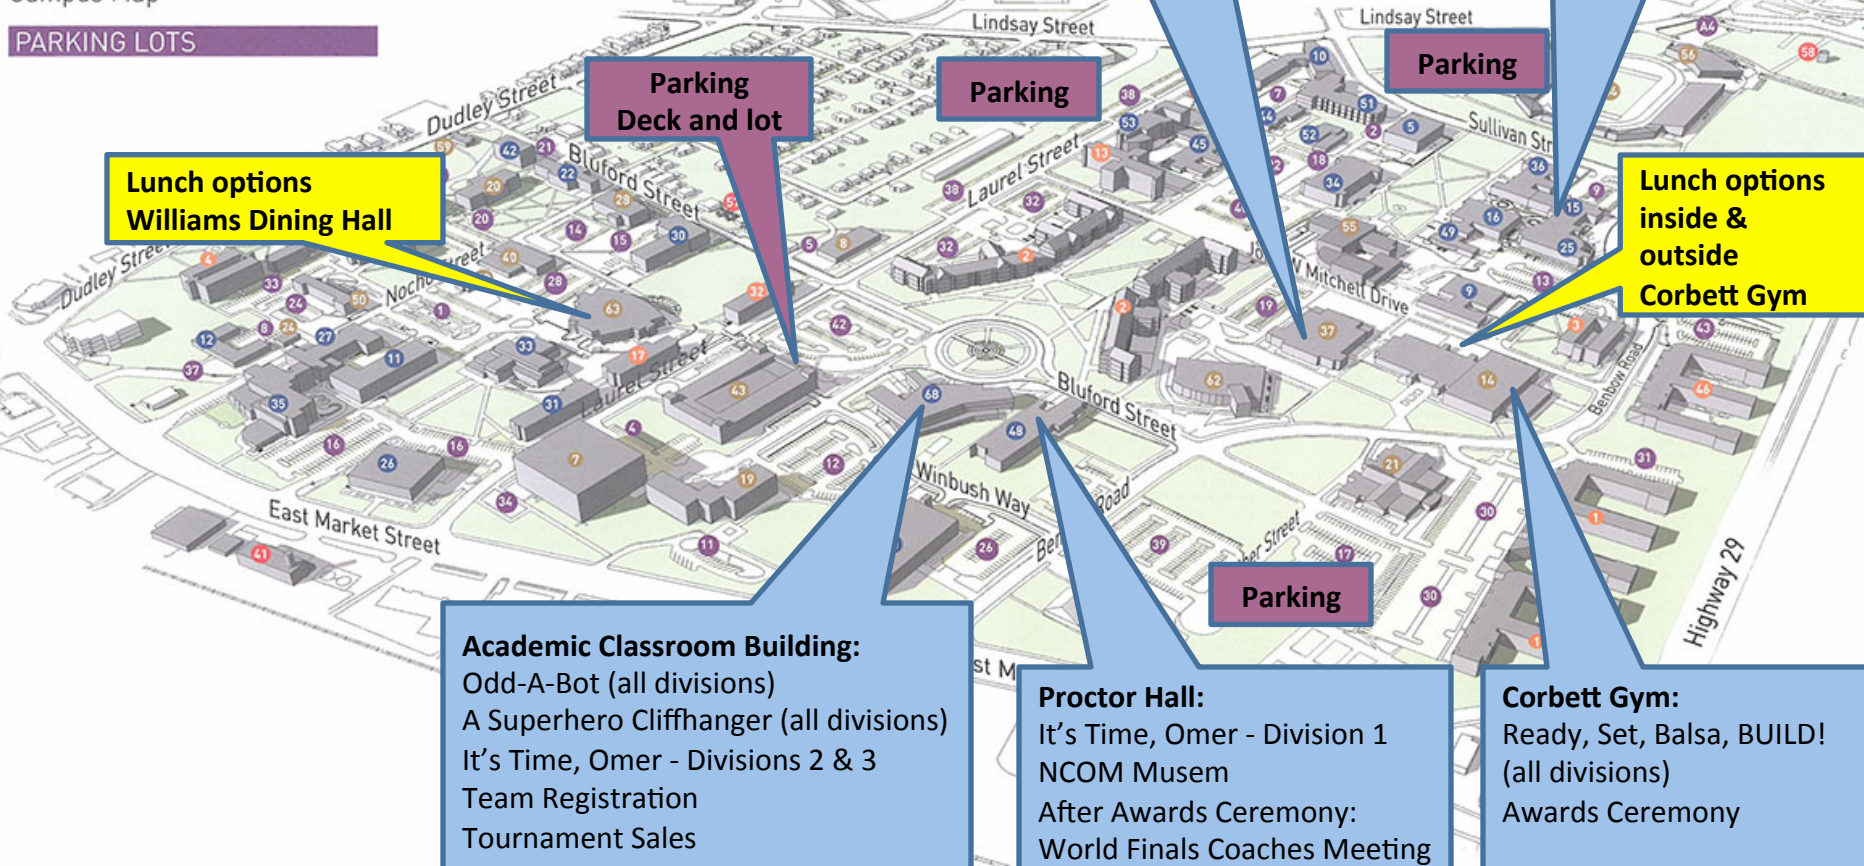 PARKING LOTS
Lindsay Street
Lindsay Street
Parking
Deck and lot
Parking
Parking
Dudley Street
Bluford Street
Laurel Street
Sullivan
Lunch options
Williams Dining Hall
Lunch options
inside &
outside
Corbett Gym
Dudley
Street
Mitchell Drive
Laurel Street
Bluford Street
Benbow Road
Winbush Way
Road
East Market Street
Street
Highway 29
Parking
Academic Classroom Building:
Odd-A-Bot (all divisions)
A Superhero Cliffhanger (all divisions)
It's Time, Omer - Divisions 2 & 3
Team Registration
Tournament Sales
Proctor Hall:
It's Time, Omer - Division 1
NCOM Musem
After Awards Ceremony:
World Finals Coaches Meeting
Corbett Gym:
Ready, Set, Balsa, BUILD!
(all divisions)
Awards Ceremony